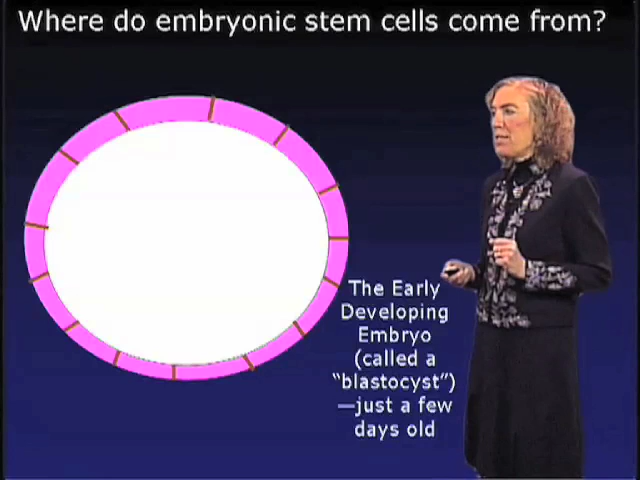 Where do embryonic stem cells come from?
The Early
Developing
Embryo
(called a
“blastocyst”)
—just a few
days old